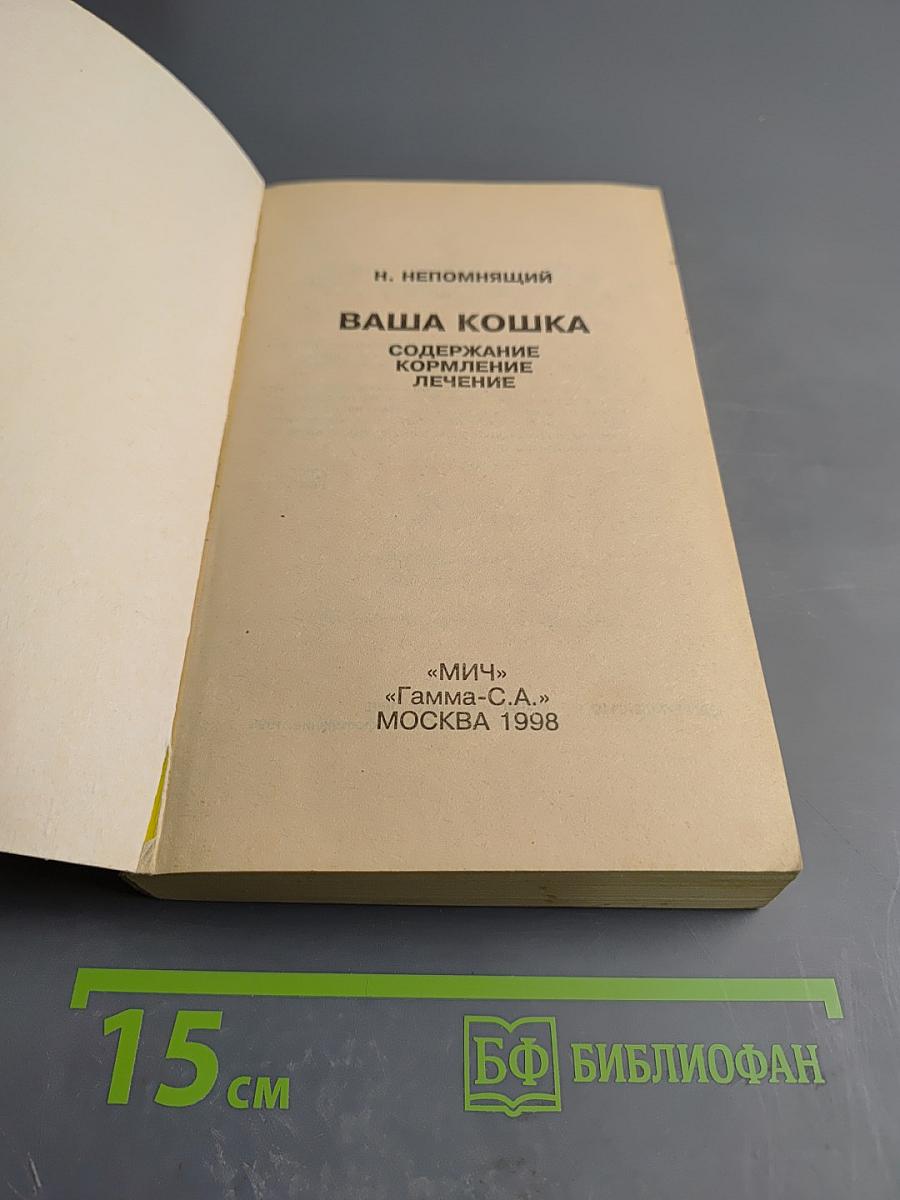 Н. НЕПОМНЯЩИЙ
ВАША КОШКА
СОДЕРЖАНИЕ
КОРМЛЕНИЕ
ЛЕЧЕНИЕ
«МИЧ»
«Гамма-С.А.»
МОСКВА 1998
15 см
БФ БИБЛИОФАН